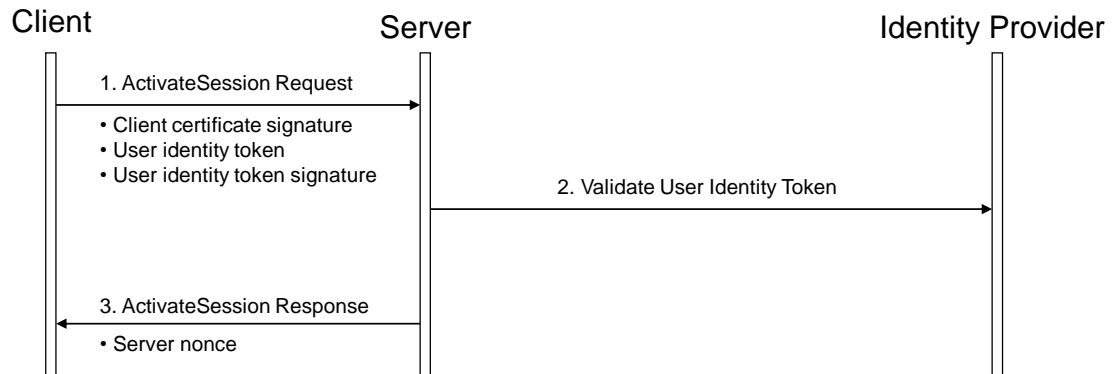 Client
Server
Identity Provider
1. ActivateSession Request
• Client certificate signature
• User identity token
• User identity token signature
2. Validate User Identity Token
3. ActivateSession Response
• Server nonce